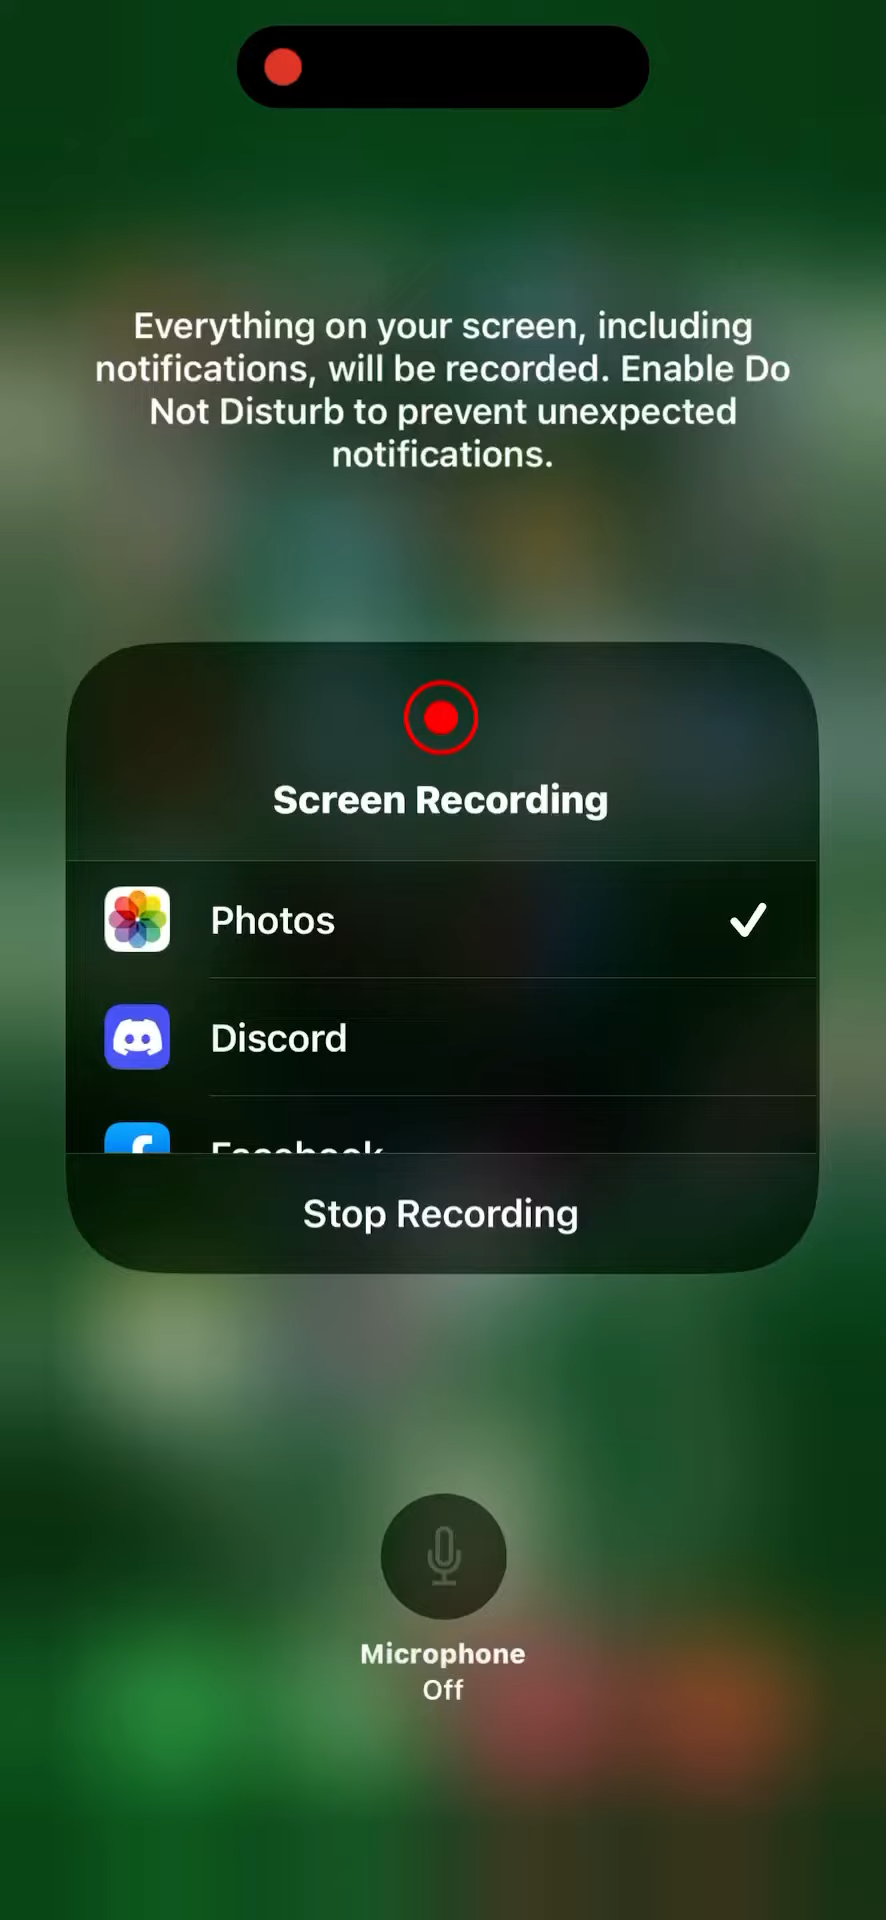 Everything on your screen, including
notifications, will be recorded. Enable Do
Not Disturb to prevent unexpected
notifications.
Screen Recording
Photos
Discord
Facebook
Stop Recording
Microphone
Off